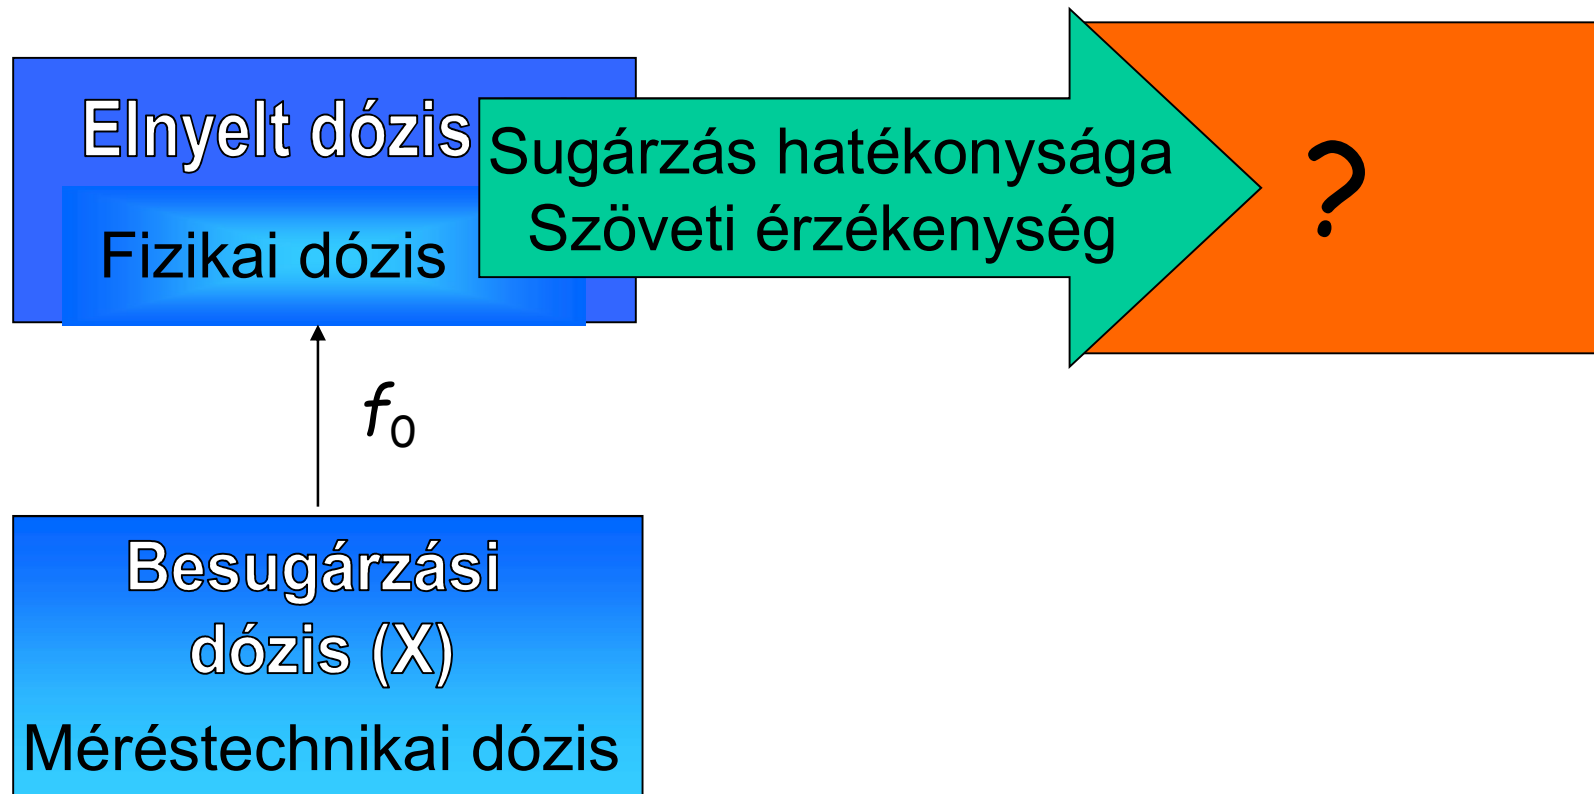 Elnyelt dózis
Fizikai dózis
Sugárzás hatékonysága
Szöveti érzékenység
?
f₀
Besugárzási
dózis (X)
Méréstechnikai dózis